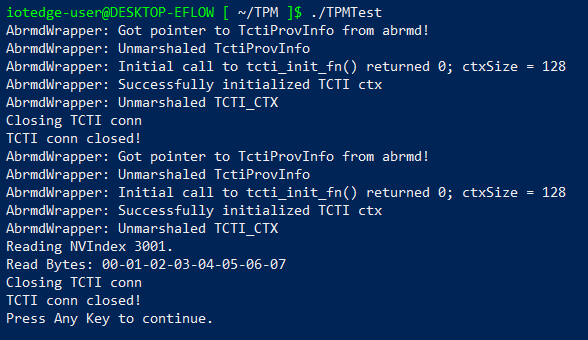 iotedge-user@DESKTOP-EFLOW [ ~/TPM ]$ ./TPMTest
AbrmdWrapper: Got pointer to TctiProvInfo from abrmd!
AbrmdWrapper: Unmarshaled TctiProvInfo
AbrmdWrapper: Initial call to tcti_init_fn() returned 0; ctxSize = 128
AbrmdWrapper: Successfully initialized TCTI ctx
AbrmdWrapper: Unmarshaled TCTI_CTX
Closing TCTI conn
TCTI conn closed!
AbrmdWrapper: Got pointer to TctiProvInfo from abrmd!
AbrmdWrapper: Unmarshaled TctiProvInfo
AbrmdWrapper: Initial call to tcti_init_fn() returned 0; ctxSize = 128
AbrmdWrapper: Successfully initialized TCTI ctx
AbrmdWrapper: Unmarshaled TCTI_CTX
Reading NVIndex 3001.
Read Bytes: 00-01-02-03-04-05-06-07
Closing TCTI conn
TCTI conn closed!
Press Any Key to continue.